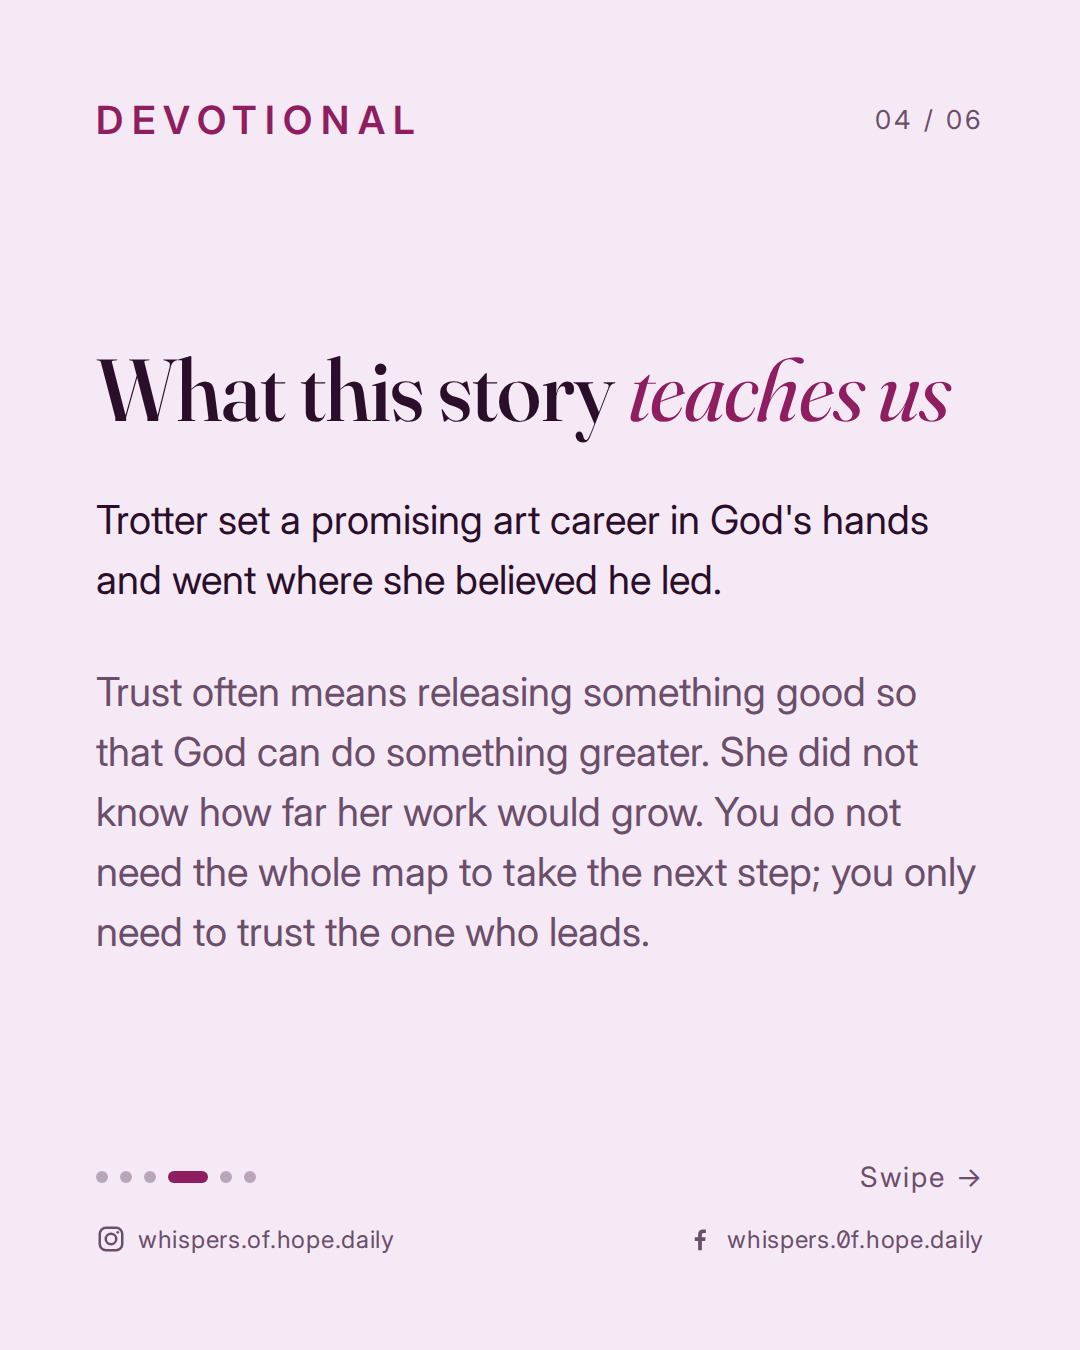 DEVOTIONAL
04 / 06
What this story teaches us
Trotter set a promising art career in God's hands
and went where she believed he led.
Trust often means releasing something good so
that God can do something greater. She did not
know how far her work would grow. You do not
need the whole map to take the next step; you only
need to trust the one who leads.
Swipe →
whispers.of.hope.daily
whispers.0f.hope.daily